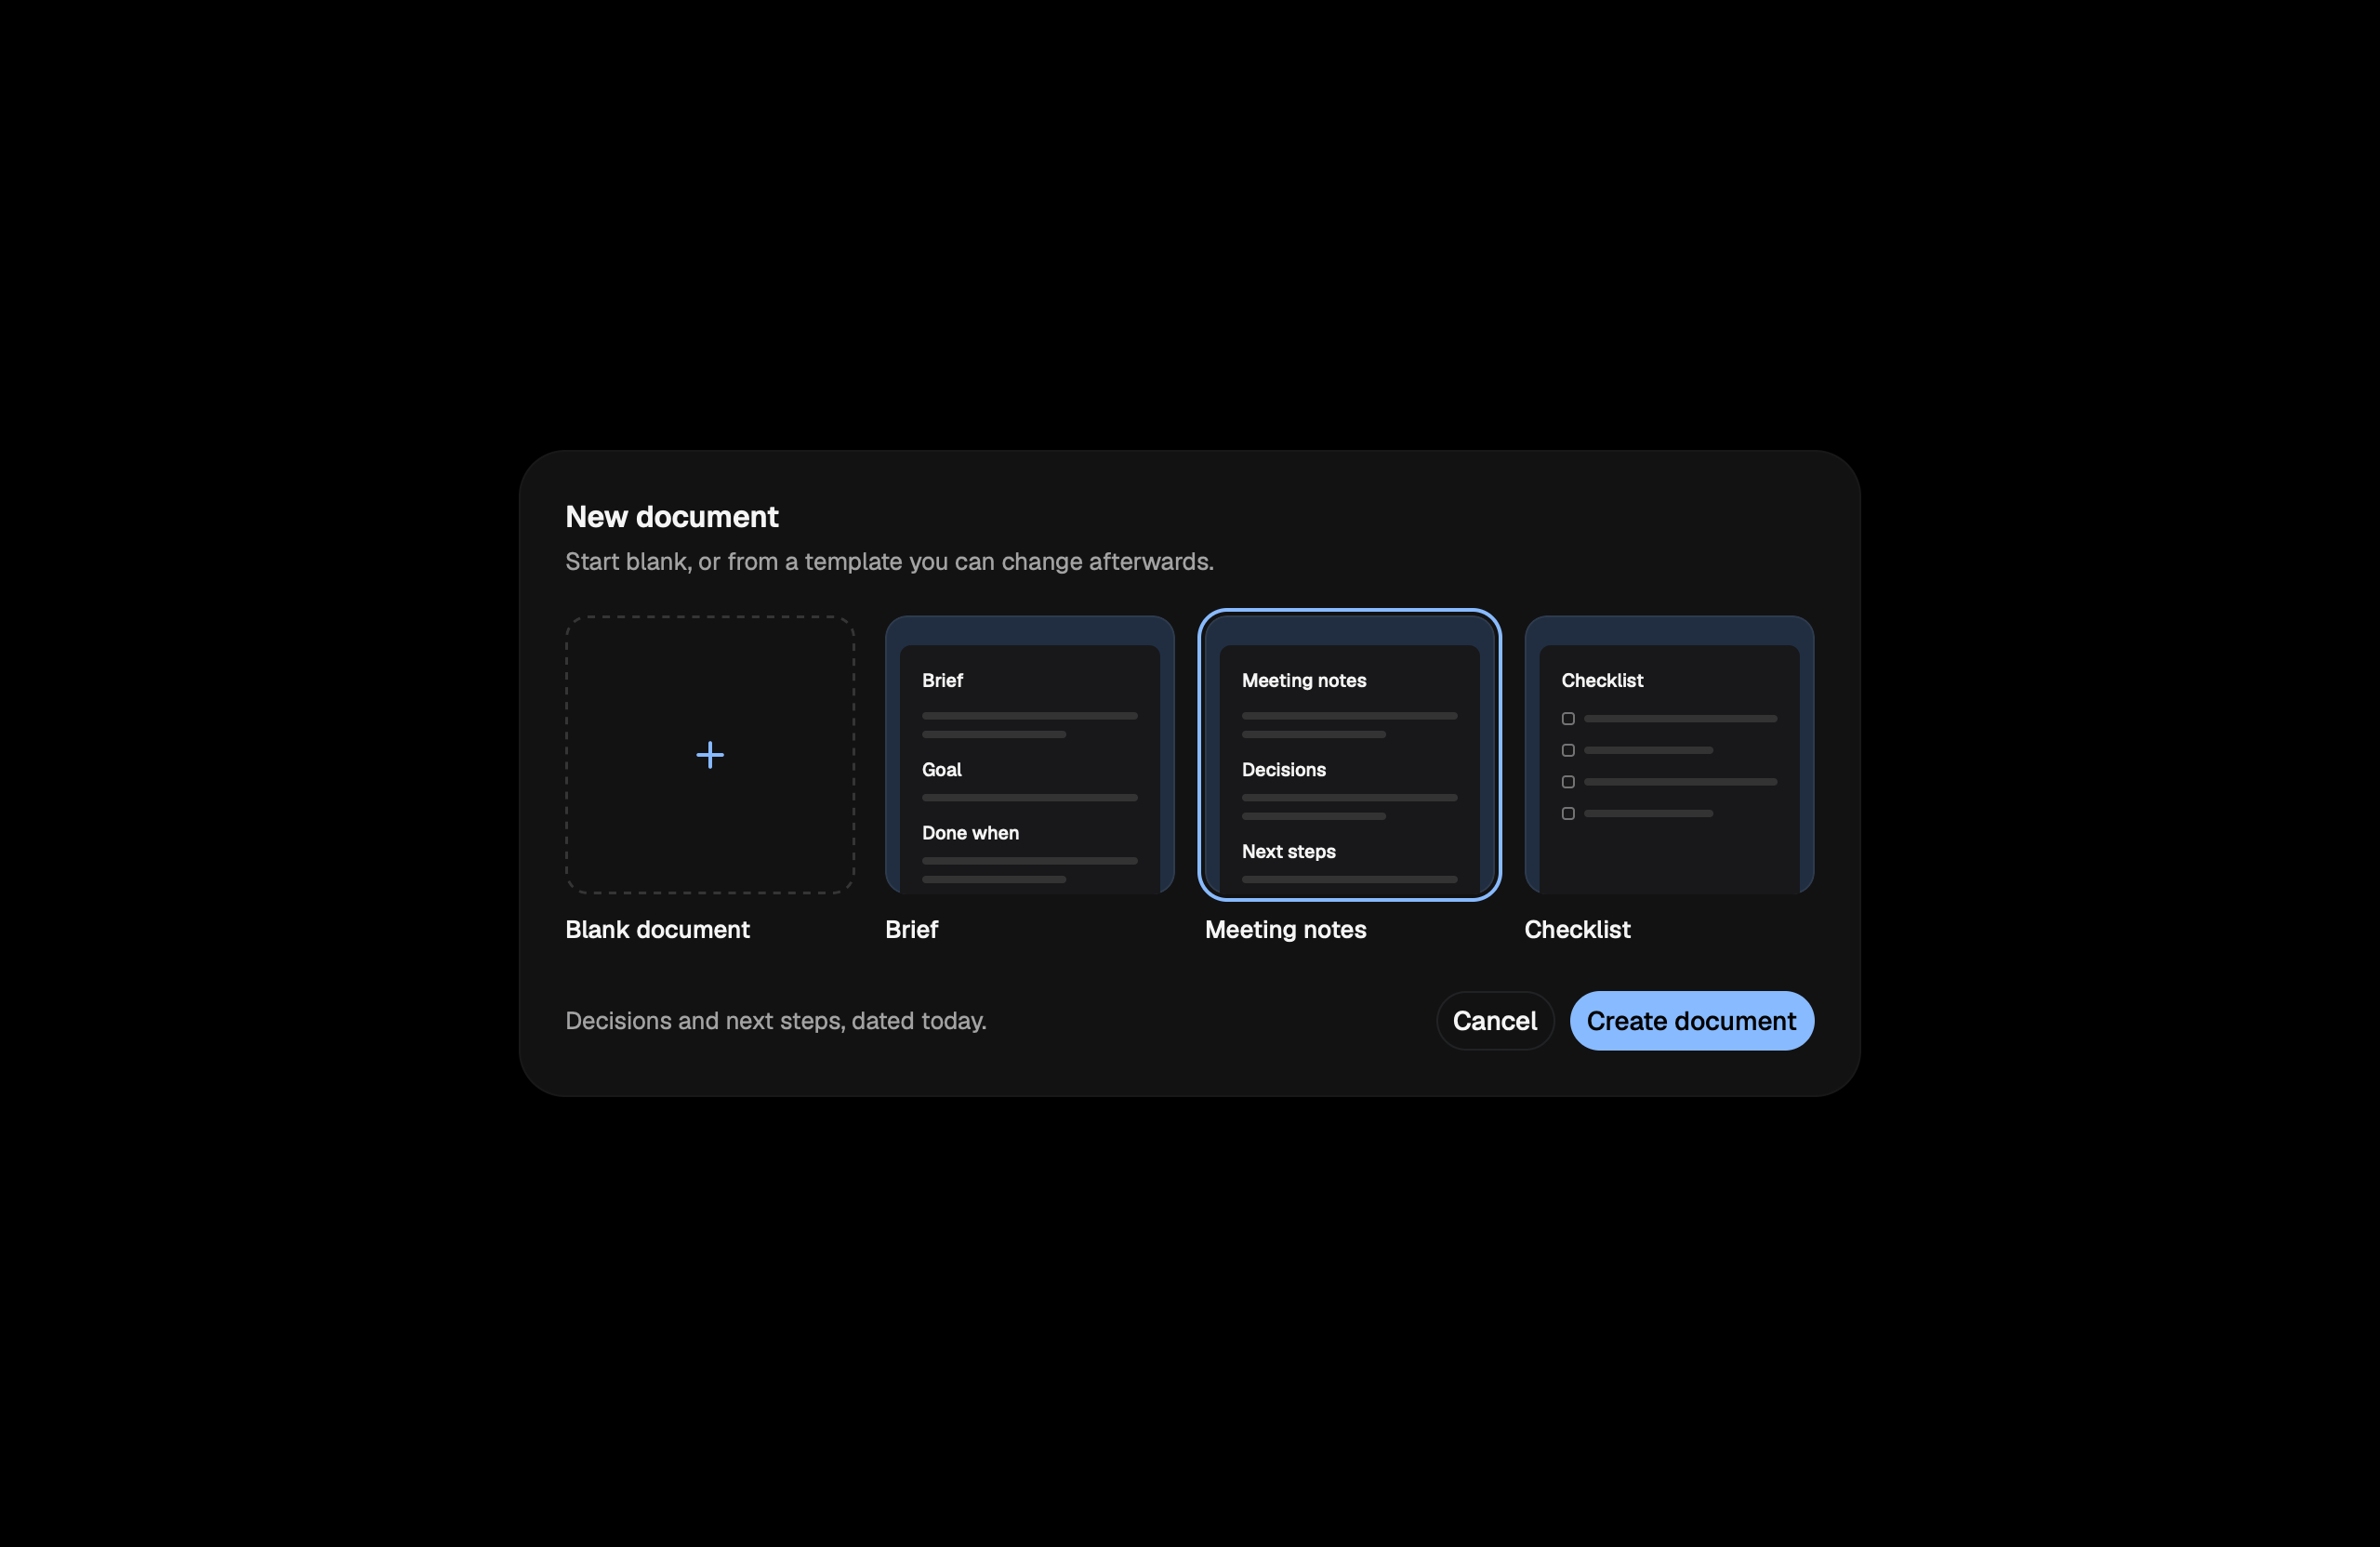 New document
Start blank, or from a template you can change afterwards.
Brief
Goal
Done when
Meeting notes
Decisions
Next steps
Checklist
Blank document
Brief
Meeting notes
Checklist
Decisions and next steps, dated today.
Cancel
Create document